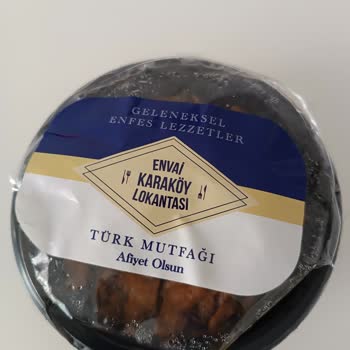 GELENEKSEL
ENFES LEZZETLER
ENVAİ
KARAKÖY
LOKANTASI
TÜRK MUTFAĞI
Afiyet Olsun